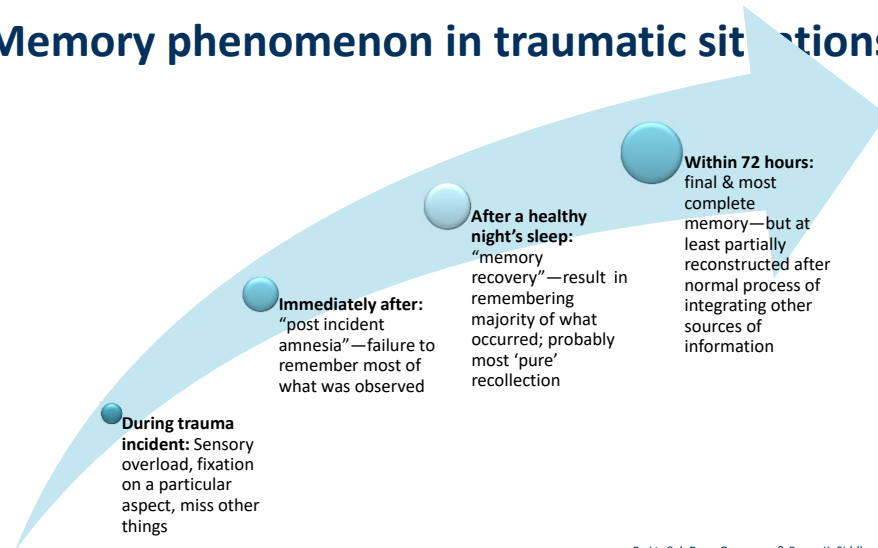 Memory phenomenon in traumatic situations
Within 72 hours:
final & most
complete
memory—but at
least partially
reconstructed after
normal process of
integrating other
sources of
information
After a healthy
night’s sleep:
“memory
recovery”—result in
remembering
majority of what
occurred; probably
most ‘pure’
recollection
Immediately after:
“post incident
amnesia”—failure to
remember most of
what was observed
During trauma
incident: Sensory
overload, fixation
on a particular
aspect, miss other
things